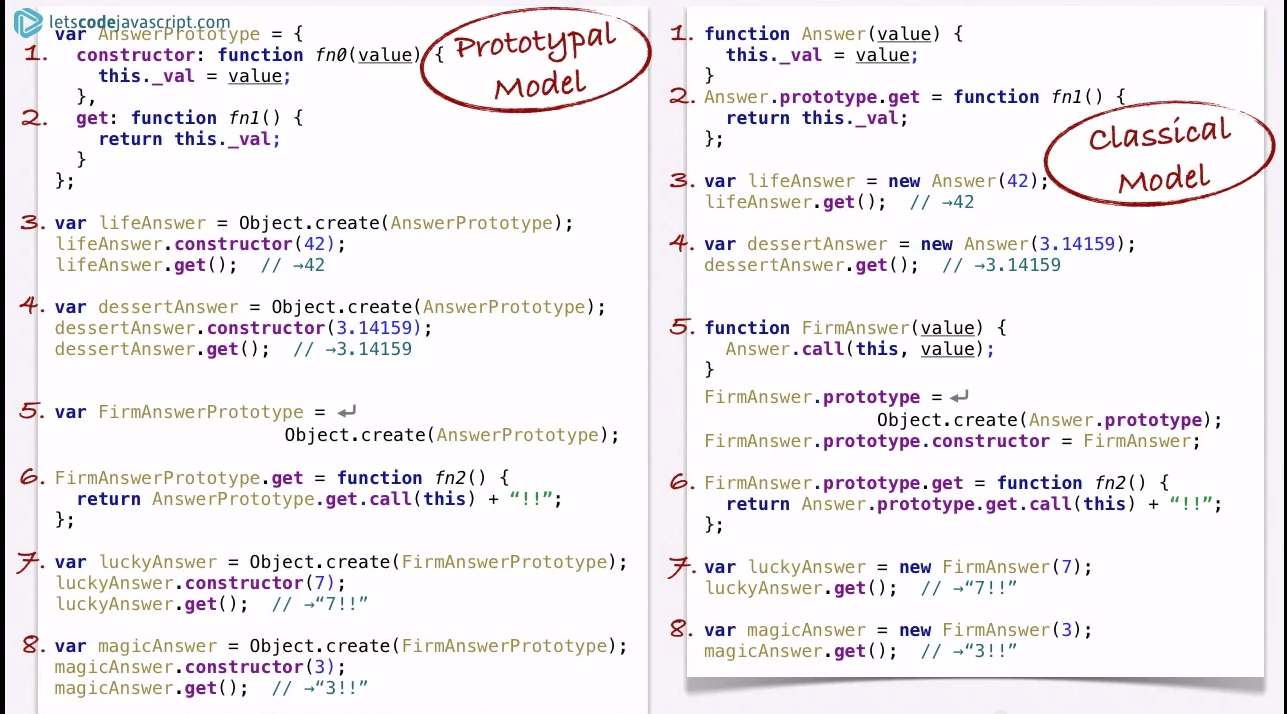 letscodejavascript.com
var AnswerPrototype = {
1. constructor: function fn0(value) {
this._val = value;
},
2. get: function fn1() {
return this._val;
}
};
3. var lifeAnswer = Object.create(AnswerPrototype);
lifeAnswer.constructor(42);
lifeAnswer.get(); // →42
4. var dessertAnswer = Object.create(AnswerPrototype);
dessertAnswer.constructor(3.14159);
dessertAnswer.get(); // →3.14159
5. var FirmAnswerPrototype = ↵
Object.create(AnswerPrototype);
6. FirmAnswerPrototype.get = function fn2() {
return AnswerPrototype.get.call(this) + “!!”;
};
7. var luckyAnswer = Object.create(FirmAnswerPrototype);
luckyAnswer.constructor(7);
luckyAnswer.get(); // →“7!!”
8. var magicAnswer = Object.create(FirmAnswerPrototype);
magicAnswer.constructor(3);
magicAnswer.get(); // →“3!!”
Prototypal
Model
1. function Answer(value) {
this._val = value;
}
2. Answer.prototype.get = function fn1() {
return this._val;
};
3. var lifeAnswer = new Answer(42);
lifeAnswer.get(); // →42
4. var dessertAnswer = new Answer(3.14159);
dessertAnswer.get(); // →3.14159
5. function FirmAnswer(value) {
Answer.call(this, value);
}
FirmAnswer.prototype = ↵
Object.create(Answer.prototype);
FirmAnswer.prototype.constructor = FirmAnswer;
6. FirmAnswer.prototype.get = function fn2() {
return Answer.prototype.get.call(this) + “!!”;
};
7. var luckyAnswer = new FirmAnswer(7);
luckyAnswer.get(); // →“7!!”
8. var magicAnswer = new FirmAnswer(3);
magicAnswer.get(); // →“3!!”
Classical
Model